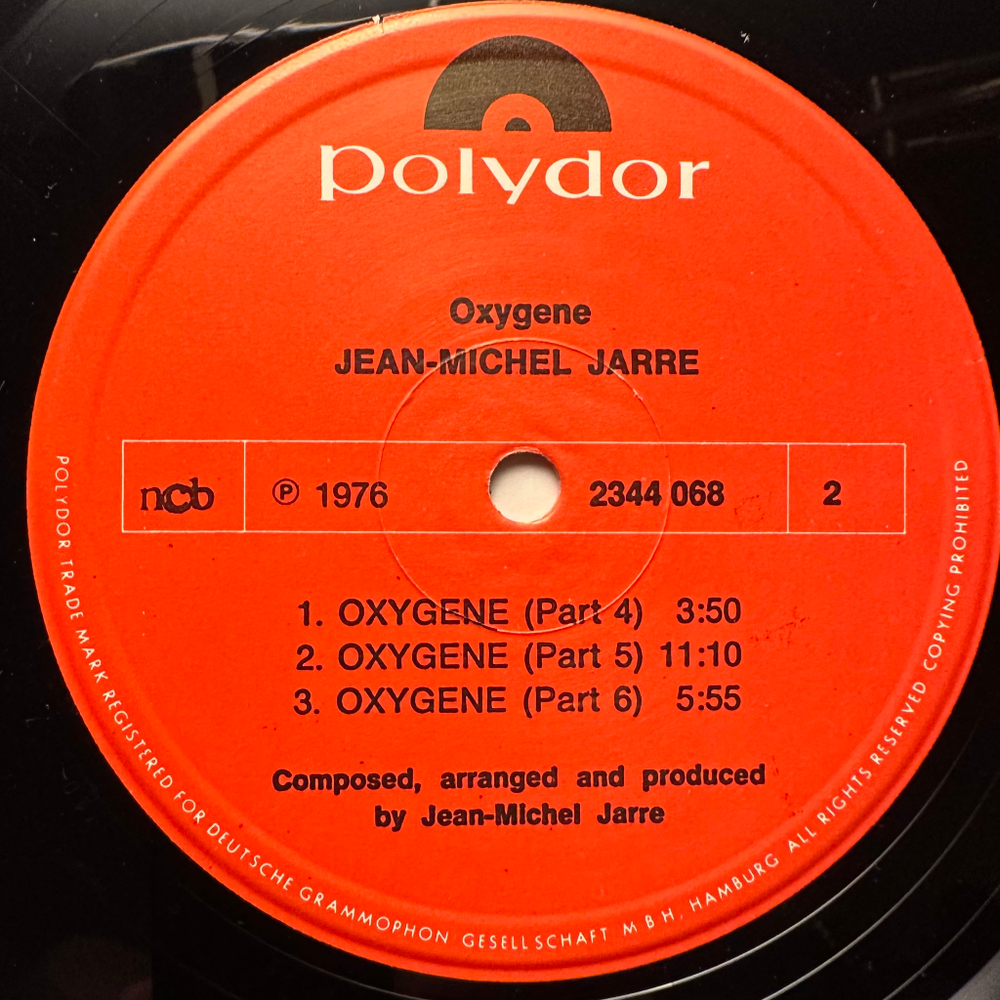 polydor
Oxygene
JEAN-MICHEL JARRE
ncb ℗ 1976 2344 068 2
1. OXYGENE (Part 4) 3:50
2. OXYGENE (Part 5) 11:10
3. OXYGENE (Part 6) 5:55
Composed, arranged and produced
by Jean-Michel Jarre
POLYDOR TRADE MARK REGISTERED FOR DEUTSCHE GRAMMOPHON GESELLSCHAFT M B H, HAMBURG ALL RIGHTS RESERVED COPYING PROHIBITED